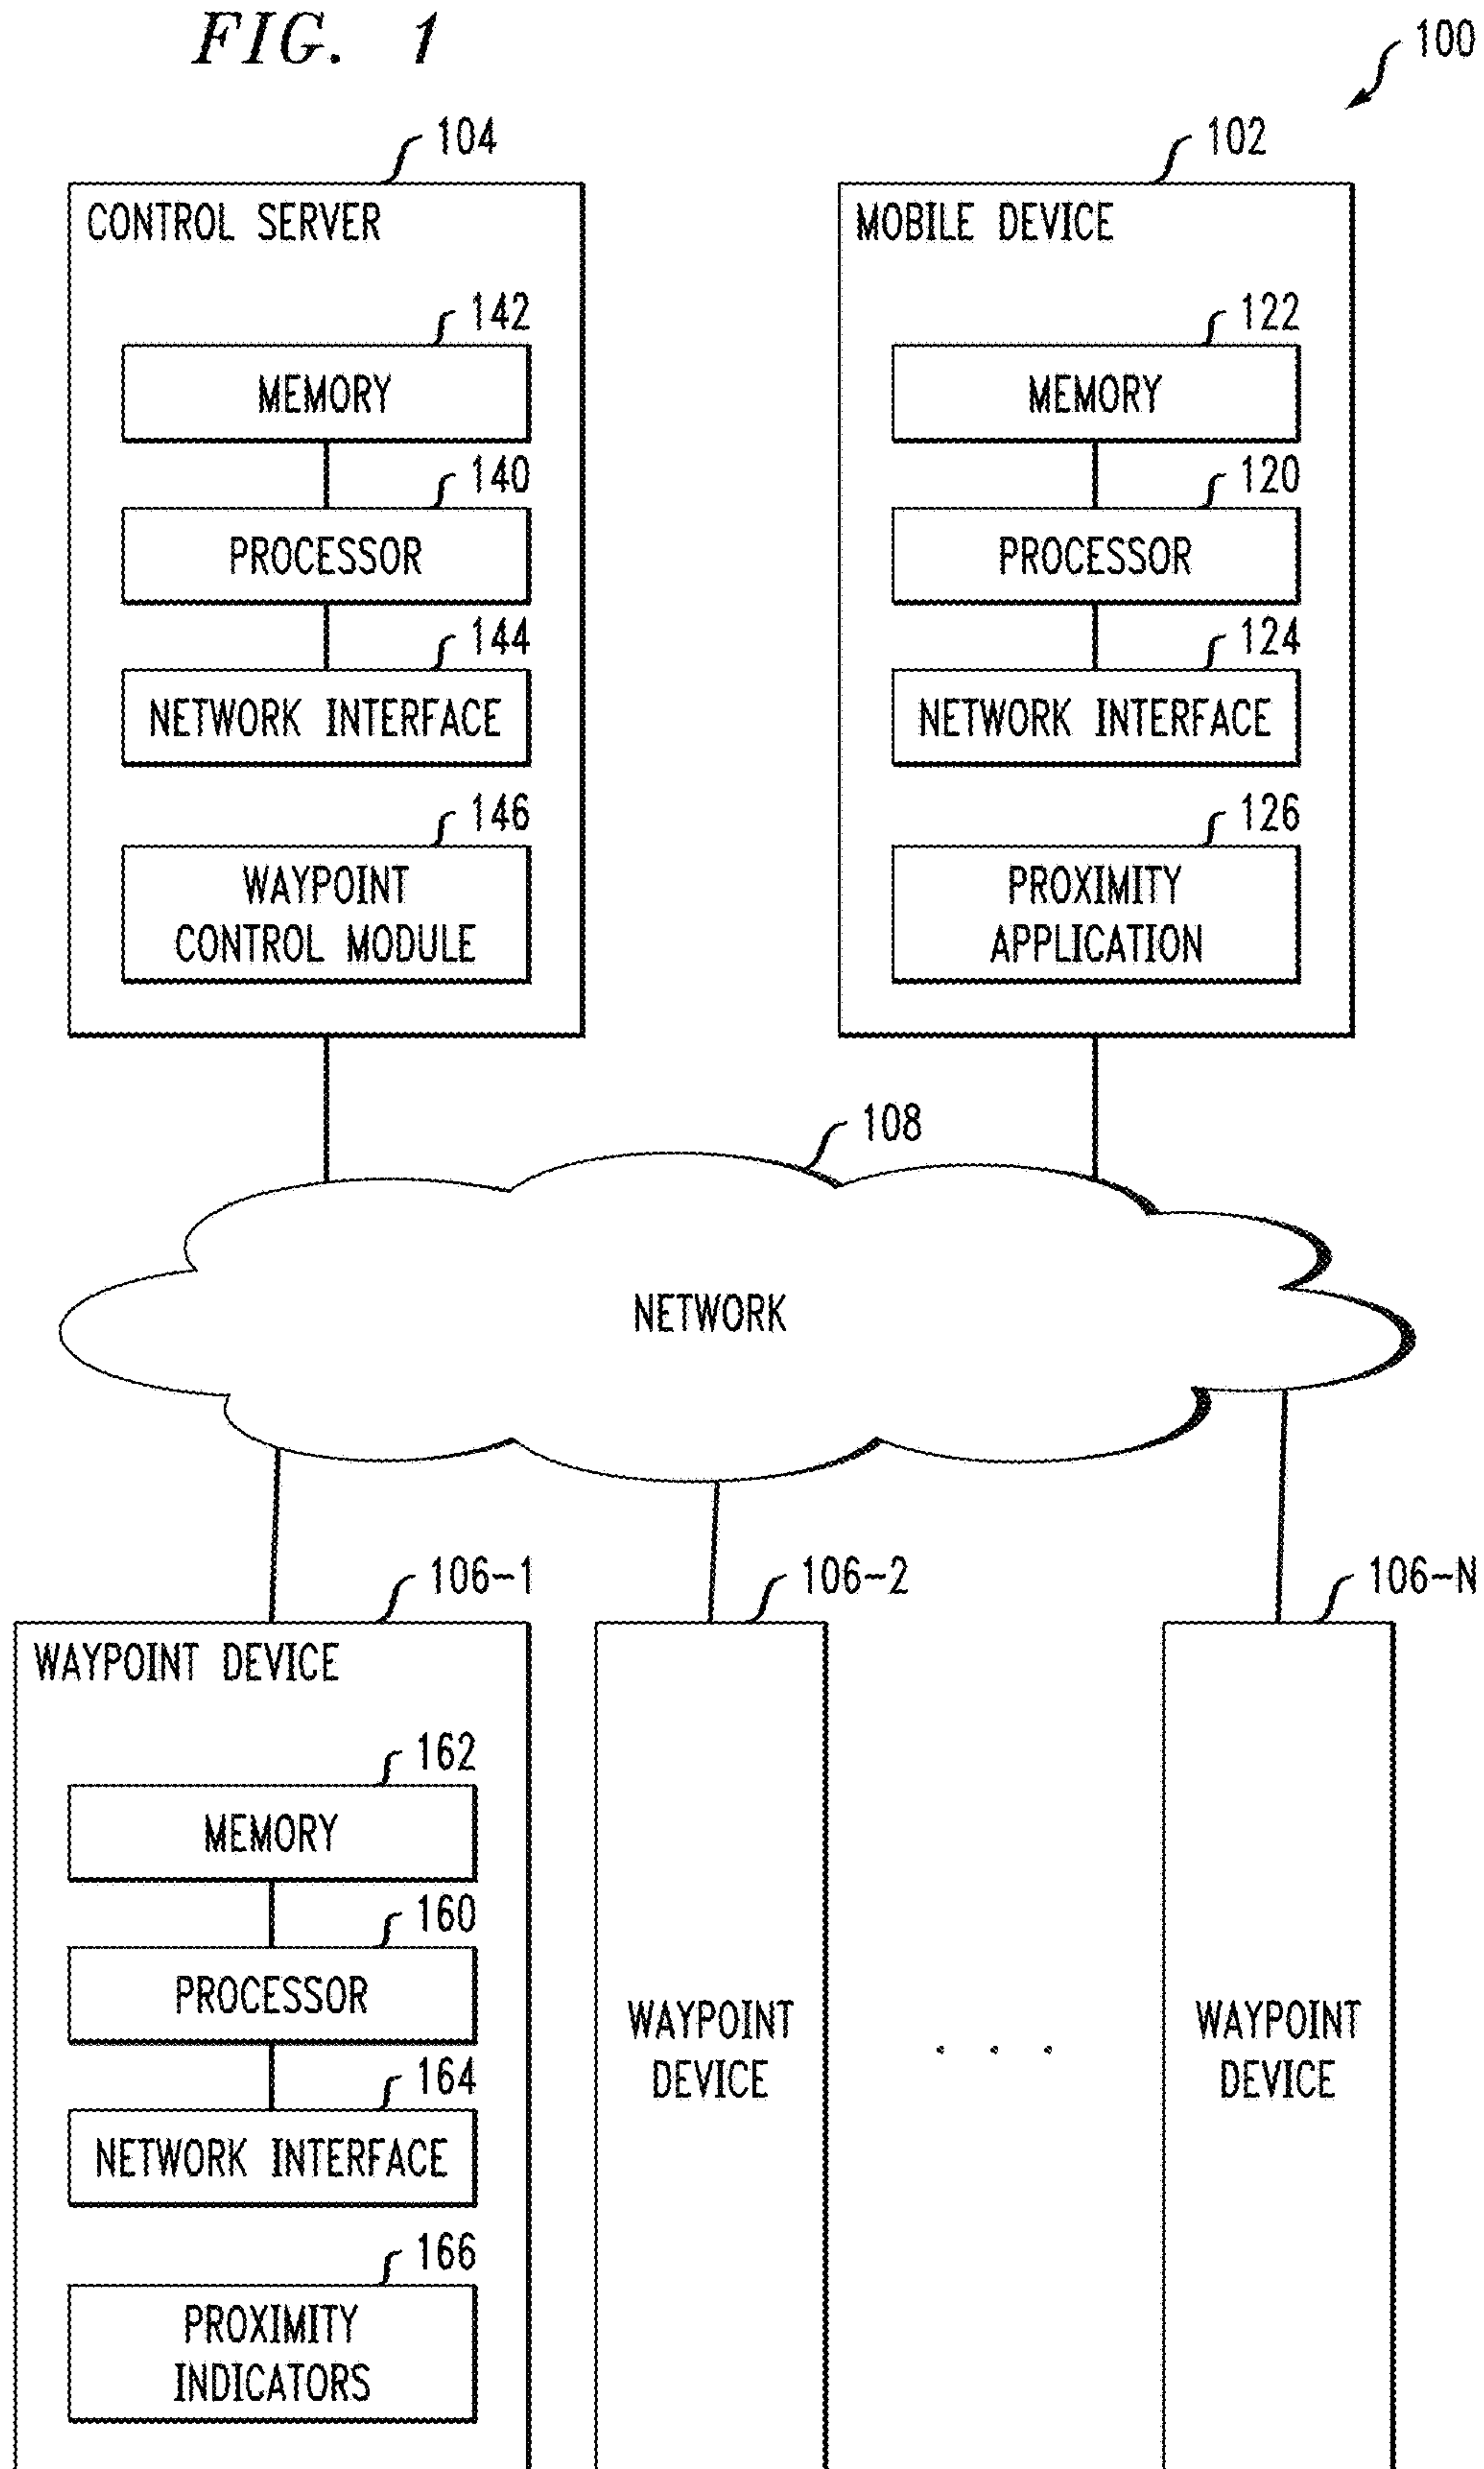 FIG. 1
100
104
102
CONTROL SERVER
MOBILE DEVICE
142
122
MEMORY
MEMORY
140
120
PROCESSOR
PROCESSOR
144
124
NETWORK INTERFACE
NETWORK INTERFACE
146
126
WAYPOINT
CONTROL MODULE
PROXIMITY
APPLICATION
108
NETWORK
106-1
106-2
106-N
WAYPOINT DEVICE
162
MEMORY
160
PROCESSOR
164
NETWORK INTERFACE
166
PROXIMITY
INDICATORS
WAYPOINT
DEVICE
. . .
WAYPOINT
DEVICE